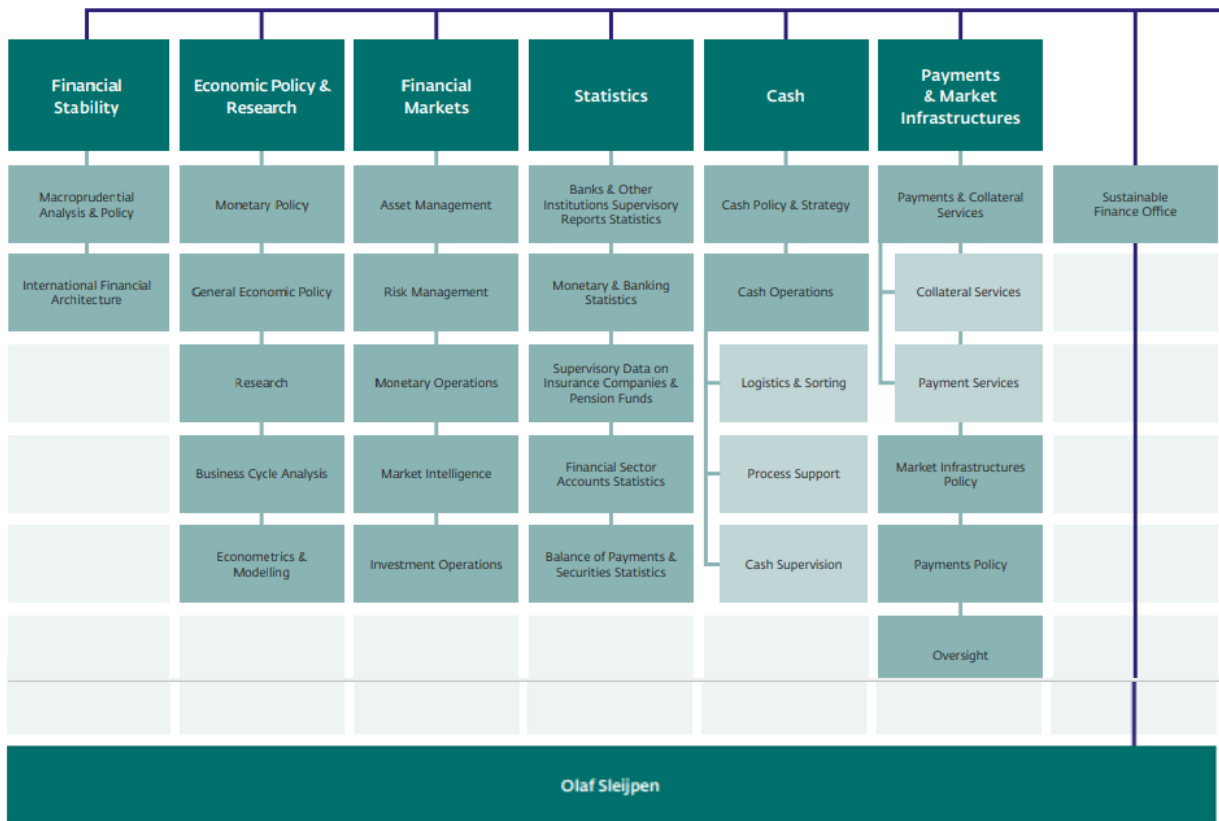 Financial
Stability
Economic Policy &
Research
Financial
Markets
Statistics
Cash
Payments
& Market
Infrastructures
Macroprudential
Analysis & Policy
Monetary Policy
Asset Management
Banks & Other
Institutions Supervisory
Reports Statistics
Cash Policy & Strategy
Payments & Collateral
Services
Sustainable
Finance Office
International Financial
Architecture
General Economic Policy
Risk Management
Monetary & Banking
Statistics
Cash Operations
Collateral Services
Research
Monetary Operations
Supervisory Data on
Insurance Companies &
Pension Funds
Logistics & Sorting
Payment Services
Business Cycle Analysis
Market Intelligence
Financial Sector
Accounts Statistics
Process Support
Market Infrastructures
Policy
Econometrics &
Modelling
Investment Operations
Balance of Payments &
Securities Statistics
Cash Supervision
Payments Policy
Oversight
Olaf Sleijpen